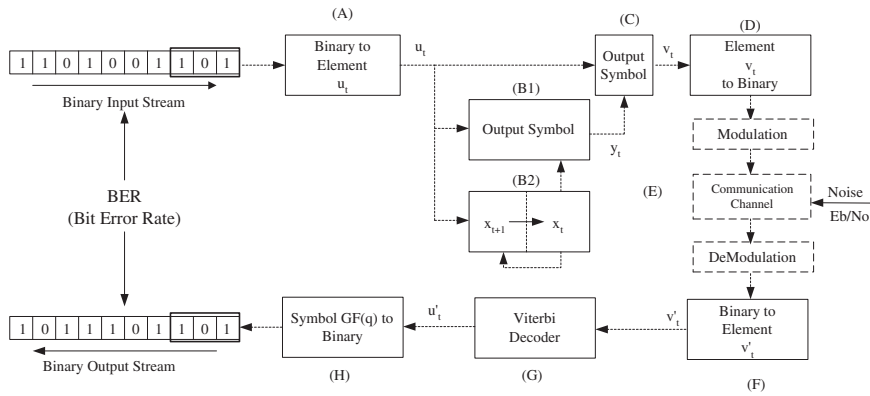 (A)
(C)
(D)
1 1 0 1 0 0 1 1 0 1
Binary Input Stream
Binary to
Element
u_t
u_t
Output
Symbol
v_t
Element
v_t
to Binary
(B1)
Output Symbol
y_t
(B2)
x_{t+1}
x_t
Modulation
(E)
Communication
Channel
Noise
Eb/No
DeModulation
BER
(Bit Error Rate)
1 0 1 1 1 0 1 1 0 1
Binary Output Stream
Symbol GF(q) to
Binary
u'_t
Viterbi
Decoder
v'_t
Binary to
Element
v'_t
(H)
(G)
(F)